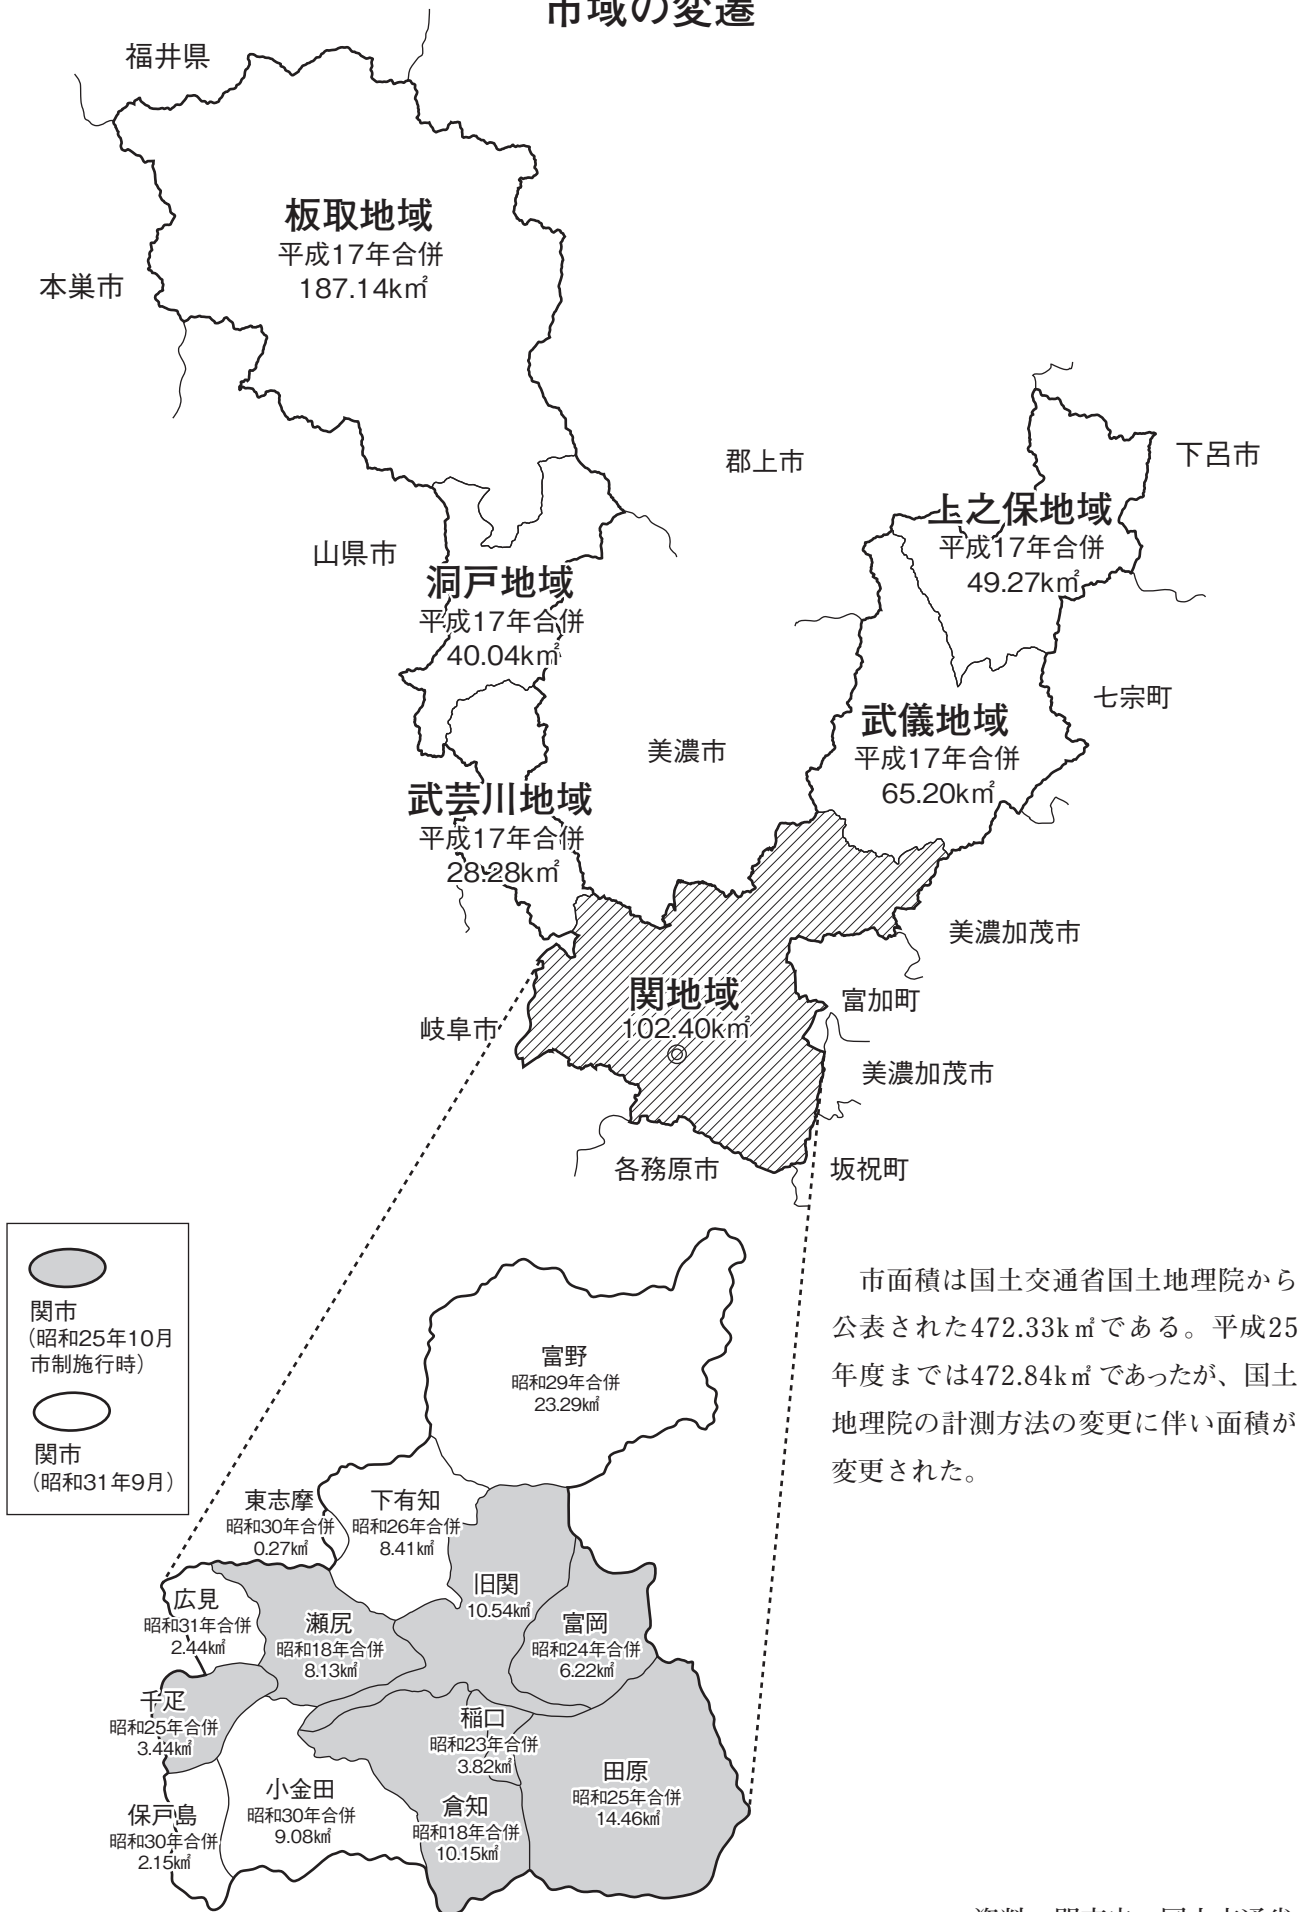 市域の変遷
福井県
板取地域
平成17年合併
187.14k㎡
本巣市
郡上市
下呂市
上之保地域
平成17年合併
49.27k㎡
山県市
洞戸地域
平成17年合併
40.04k㎡
七宗町
武儀地域
平成17年合併
65.20k㎡
美濃市
武芸川地域
平成17年合併
28.28k㎡
美濃加茂市
関地域
102.40k㎡
富加町
岐阜市
美濃加茂市
各務原市
坂祝町
関市
(昭和25年10月
市制施行時)
関市
(昭和31年9月)
市面積は国土交通省国土地理院から
公表された472.33k㎡である。平成25
年度までは472.84k㎡であったが、国土
地理院の計測方法の変更に伴い面積が
変更された。
富野
昭和29年合併
23.29k㎡
東志摩
昭和30年合併
0.27k㎡
下有知
昭和26年合併
8.41k㎡
旧関
10.54k㎡
広見
昭和31年合併
2.44k㎡
瀬尻
昭和18年合併
8.13k㎡
富岡
昭和24年合併
6.22k㎡
千疋
昭和25年合併
3.44k㎡
稲口
昭和23年合併
3.82k㎡
田原
昭和25年合併
14.46k㎡
小金田
昭和30年合併
9.08k㎡
倉知
昭和18年合併
10.15k㎡
保戸島
昭和30年合併
2.15k㎡